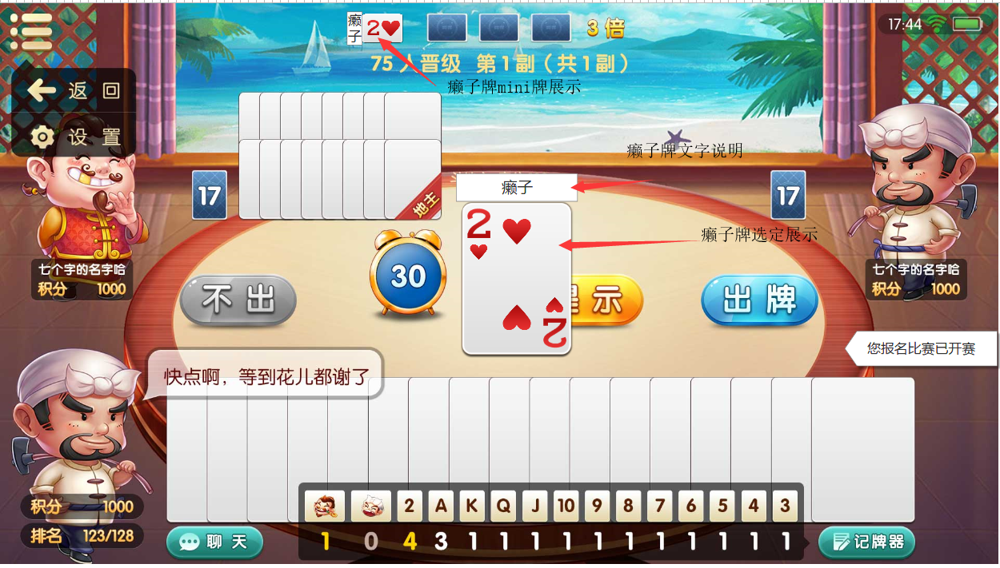 癞子
2
3倍
17:44
75人晋级 第1副（共1副）
癞子牌mini牌展示
返回
设置
癞子牌文字说明
17
地主
癞子
17
2
癞子牌选定展示
七个字的名字哈
积分 1000
不出
30
示
出牌
2
七个字的名字哈
积分 1000
您报名比赛已开赛
快点啊，等到花儿都谢了
2 A K Q J 10 9 8 7 6 5 4 3
1 0 4 3 1 1 1 1 1 1 1 1 1 1 1
积分 1000
排名 123/128
聊天
记牌器